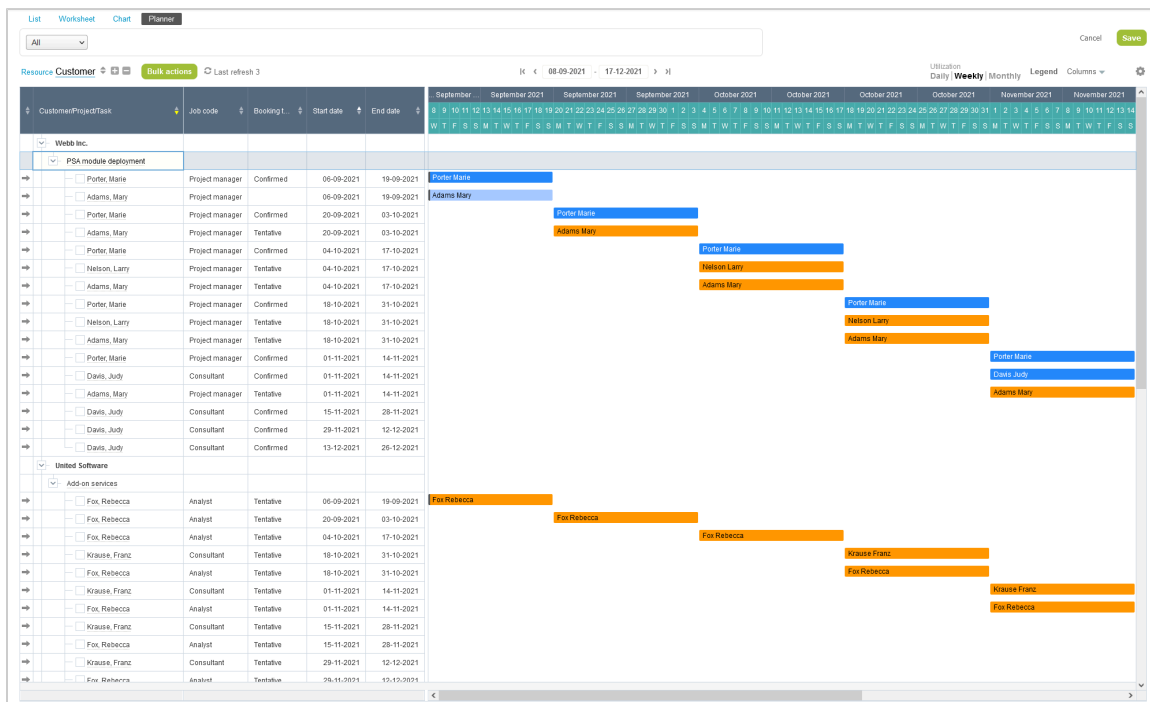 List Worksheet Chart Planner
All Cancel Save
Resource Customer Bulk actions Last refresh 3 08-09-2021 - 17-12-2021 Utilization Daily Weekly Monthly Legend Columns
... September ... September 2021 September 2021 September 2021 October 2021 October 2021 October 2021 October 2021 November 2021 November 2021
Customer/Project/Task Job code Booking t... Start date End date 8 9 10 11 12 13 14 15 16 17 18 19 20 21 22 23 24 25 26 27 28 29 30 1 2 3 4 5 6 7 8 9 10 11 12 13 14 15 16 17 18 19 20 21 22 23 24 25 26 27 28 29 30 31 1 2 3 4 5 6 7 8 9 10 11 12 13 14
W T F S S M T W T F S S M T W T F S S M T W T F S S M T W T F S S M T W T F S S M T W T F S S M T W T F S S M T W T F S S M T W T F S S
Webb Inc.
PSA module deployment
Porter, Marie Project manager Confirmed 06-09-2021 19-09-2021 Porter Marie
Adams, Mary Project manager 06-09-2021 19-09-2021 Adams Mary
Porter, Marie Project manager Confirmed 20-09-2021 03-10-2021 Porter Marie
Adams, Mary Project manager Tentative 20-09-2021 03-10-2021 Adams Mary
Porter, Marie Project manager Confirmed 04-10-2021 17-10-2021 Porter Marie
Nelson, Larry Project manager Tentative 04-10-2021 17-10-2021 Nelson Larry
Adams, Mary Project manager Tentative 04-10-2021 17-10-2021 Adams Mary
Porter, Marie Project manager Confirmed 18-10-2021 31-10-2021 Porter Marie
Nelson, Larry Project manager Tentative 18-10-2021 31-10-2021 Nelson Larry
Adams, Mary Project manager Tentative 18-10-2021 31-10-2021 Adams Mary
Porter, Marie Project manager Confirmed 01-11-2021 14-11-2021 Porter Marie
Davis, Judy Consultant Confirmed 01-11-2021 14-11-2021 Davis Judy
Adams, Mary Project manager Tentative 01-11-2021 14-11-2021 Adams Mary
Davis, Judy Consultant Confirmed 15-11-2021 28-11-2021
Davis, Judy Consultant Confirmed 29-11-2021 12-12-2021
Davis, Judy Consultant Confirmed 13-12-2021 26-12-2021
United Software
Add-on services
Fox, Rebecca Analyst Tentative 06-09-2021 19-09-2021 Fox Rebecca
Fox, Rebecca Analyst Tentative 20-09-2021 03-10-2021 Fox Rebecca
Fox, Rebecca Analyst Tentative 04-10-2021 17-10-2021 Fox Rebecca
Krause, Franz Consultant Tentative 18-10-2021 31-10-2021 Krause Franz
Fox, Rebecca Analyst Tentative 18-10-2021 31-10-2021 Fox Rebecca
Krause, Franz Consultant Tentative 01-11-2021 14-11-2021 Krause Franz
Fox, Rebecca Analyst Tentative 01-11-2021 14-11-2021 Fox Rebecca
Krause, Franz Consultant Tentative 15-11-2021 28-11-2021
Fox, Rebecca Analyst Tentative 15-11-2021 28-11-2021
Krause, Franz Consultant Tentative 29-11-2021 12-12-2021
Fox, Rebecca Analyst Tentative 29-11-2021 12-12-2021